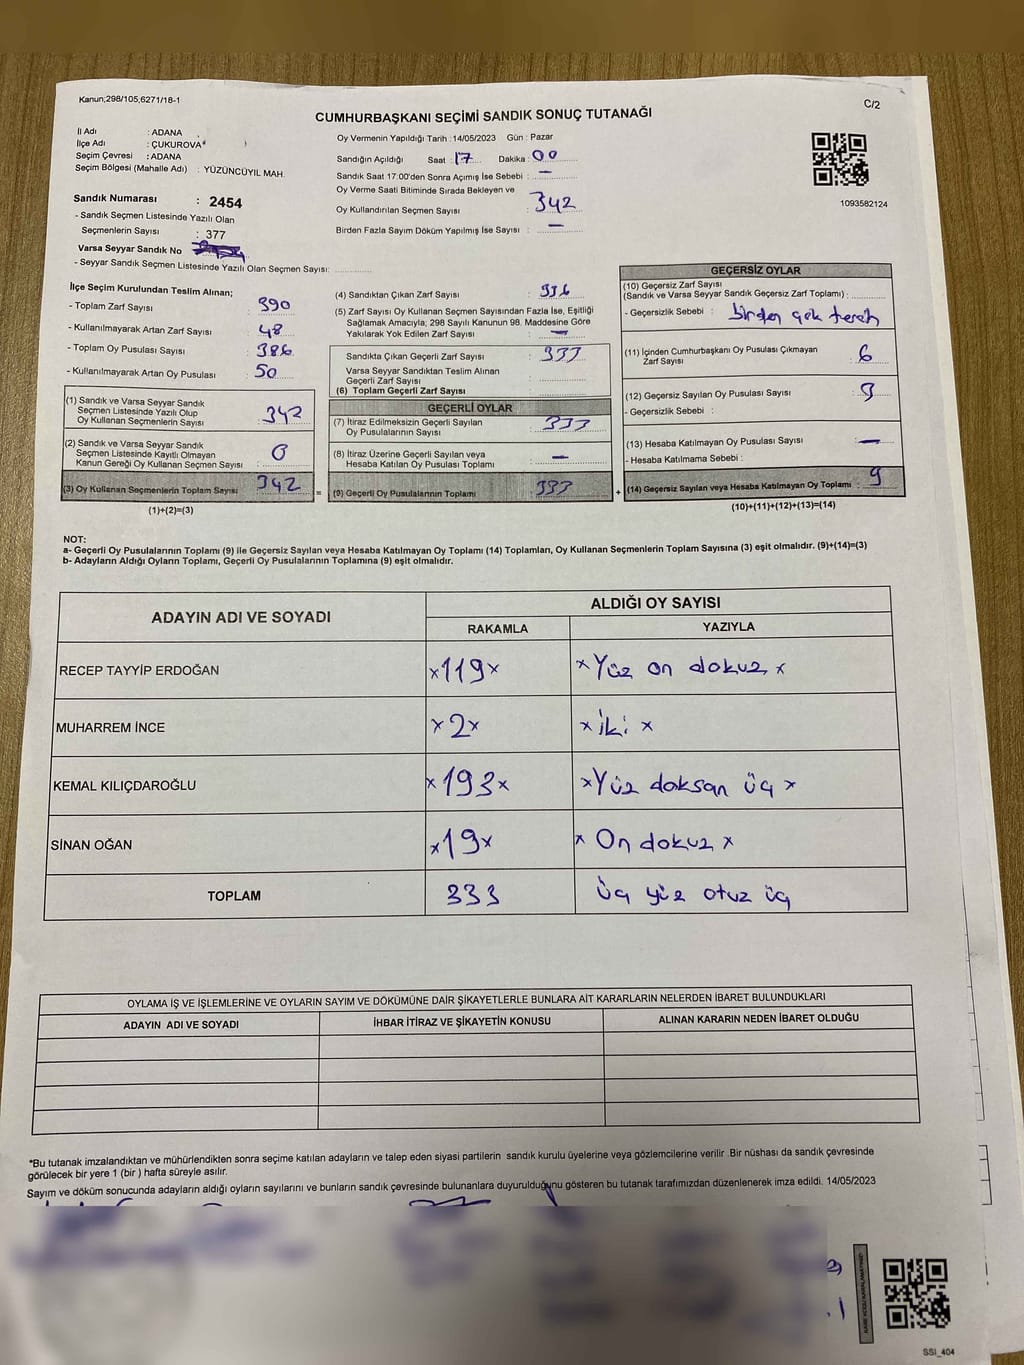 Kanun;298/105,6271/18-1
C/2
CUMHURBAŞKANI SEÇİMİ SANDIK SONUÇ TUTANAĞI
İl Adı : ADANA
İlçe Adı : ÇUKUROVA*
Seçim Çevresi : ADANA
Seçim Bölgesi (Mahalle Adı) : YÜZÜNCÜYIL MAH.
Sandık Numarası : 2454
- Sandık Seçmen Listesinde Yazılı Olan
Seçmenlerin Sayısı : 377
Varsa Seyyar Sandık No
- Seyyar Sandık Seçmen Listesinde Yazılı Olan Seçmen Sayısı:
Oy Vermenin Yapıldığı Tarih : 14/05/2023 Gün : Pazar
Sandığın Açıldığı Saat : 17 Dakika : 00
Sandık Saat 17:00'den Sonra Açımış İse Sebebi : —
Oy Verme Saati Bitiminde Sırada Bekleyen ve
Oy Kullandırılan Seçmen Sayısı : 342
Birden Fazla Sayım Döküm Yapılmış İse Sayısı : —
1093582124
İlçe Seçim Kurulundan Teslim Alınan;
- Toplam Zarf Sayısı : 390
- Kullanılmayarak Artan Zarf Sayısı : 48
- Toplam Oy Pusulası Sayısı : 386
- Kullanılmayarak Artan Oy Pusulası : 50
(1) Sandık ve Varsa Seyyar Sandık
Seçmen Listesinde Yazılı Olup
Oy Kullanan Seçmenlerin Sayısı : 342
(2) Sandık ve Varsa Seyyar Sandık
Seçmen Listesinde Kayıtlı Olmayan
Kanun Gereği Oy Kullanan Seçmen Sayısı : 0
(3) Oy Kullanan Seçmenlerin Toplam Sayısı : 342
(1)+(2)=(3)
(4) Sandıktan Çıkan Zarf Sayısı : 336
(5) Zarf Sayısı Oy Kullanan Seçmen Sayısından Fazla İse, Eşitliği
Sağlamak Amacıyla; 298 Sayılı Kanunun 98. Maddesine Göre
Yakılarak Yok Edilen Zarf Sayısı : —
Sandıkta Çıkan Geçerli Zarf Sayısı : 333
Varsa Seyyar Sandıktan Teslim Alınan
Geçerli Zarf Sayısı :
(6) Toplam Geçerli Zarf Sayısı :
GEÇERLİ OYLAR
(7) İtiraz Edilmeksizin Geçerli Sayılan : 333
Oy Pusulalarının Sayısı
(8) İtiraz Üzerine Geçerli Sayılan veya : —
Hesaba Katılan Oy Pusulası Toplamı
= (9) Geçerli Oy Pusulalarının Toplamı : 333
GEÇERSİZ OYLAR
(10) Geçersiz Zarf Sayısı
(Sandık ve Varsa Seyyar Sandık Geçersiz Zarf Toplamı) :
- Geçersizlik Sebebi : birden çok tercih
(11) İçinden Cumhurbaşkanı Oy Pusulası Çıkmayan
Zarf Sayısı : 6
(12) Geçersiz Sayılan Oy Pusulası Sayısı : 9
- Geçersizlik Sebebi :
(13) Hesaba Katılmayan Oy Pusulası Sayısı : —
- Hesaba Katılmama Sebebi :
+ (14) Geçersiz Sayılan veya Hesaba Katılmayan Oy Toplamı : 9
(10)+(11)+(12)+(13)=(14)
NOT:
a- Geçerli Oy Pusulalarının Toplamı (9) ile Geçersiz Sayılan veya Hesaba Katılmayan Oy Toplamı (14) Toplamları, Oy Kullanan Seçmenlerin Toplam Sayısına (3) eşit olmalıdır. (9)+(14)=(3)
b- Adayların Aldığı Oyların Toplamı, Geçerli Oy Pusulalarının Toplamına (9) eşit olmalıdır.
ADAYIN ADI VE SOYADI
ALDIĞI OY SAYISI
RAKAMLA YAZIYLA
RECEP TAYYİP ERDOĞAN x119x x Yüz on dokuz x
MUHARREM İNCE x 2x x iki x
KEMAL KILIÇDAROĞLU x193x xYüz doksan üç x
SİNAN OĞAN x19x x On dokuz x
TOPLAM 333 üç yüz otuz üç
OYLAMA İŞ VE İŞLEMLERİNE VE OYLARIN SAYIM VE DÖKÜMÜNE DAİR ŞİKAYETLERLE BUNLARA AİT KARARLARIN NELERDEN İBARET BULUNDUKLARI
ADAYIN ADI VE SOYADI İHBAR İTİRAZ VE ŞİKAYETİN KONUSU ALINAN KARARIN NEDEN İBARET OLDUĞU
*Bu tutanak imzalandıktan ve mühürlendikten sonra seçime katılan adayların ve talep eden siyasi partilerin sandık kurulu üyelerine veya gözlemcilerine verilir .Bir nüshası da sandık çevresinde
görülecek bir yere 1 (bir ) hafta süreyle asılır.
Sayım ve döküm sonucunda adayların aldığı oyların sayılarını ve bunların sandık çevresinde bulunanlara duyurulduğunu gösteren bu tutanak tarafımızdan düzenlenerek imza edildi. 14/05/2023
SSI_404